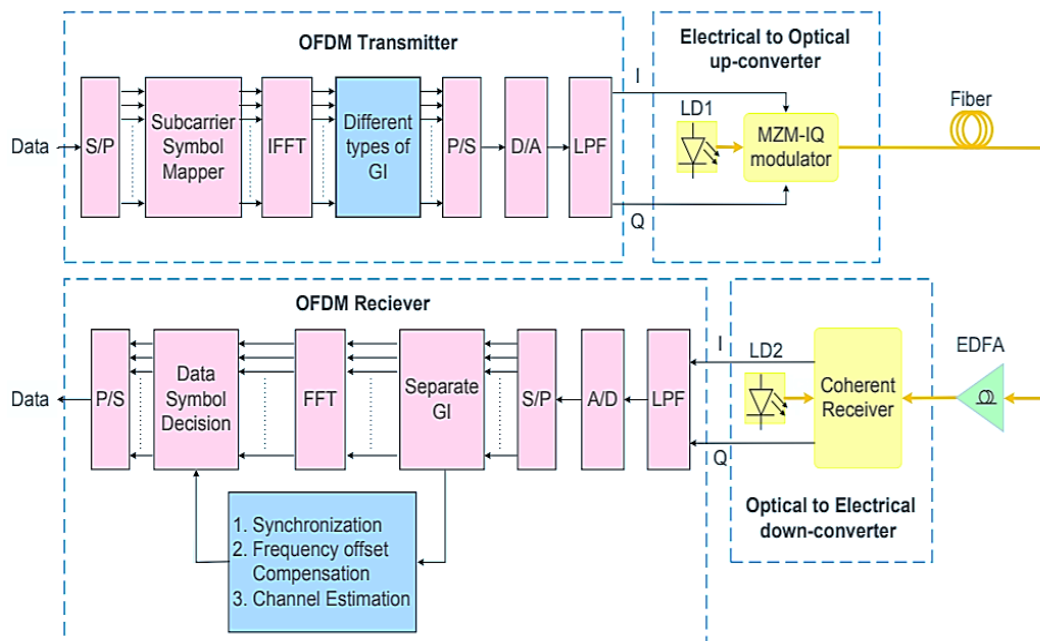 OFDM Transmitter
Electrical to Optical
up-converter
Data
S/P
Subcarrier
Symbol
Mapper
IFFT
Different
types of
GI
P/S
D/A
LPF
I
Q
LD1
MZM-IQ
modulator
Fiber
OFDM Reciever
Data
P/S
Data
Symbol
Decision
FFT
Separate
GI
S/P
A/D
LPF
I
Q
LD2
Coherent
Receiver
EDFA
Optical to Electrical
down-converter
1. Synchronization
2. Frequency offset
Compensation
3. Channel Estimation